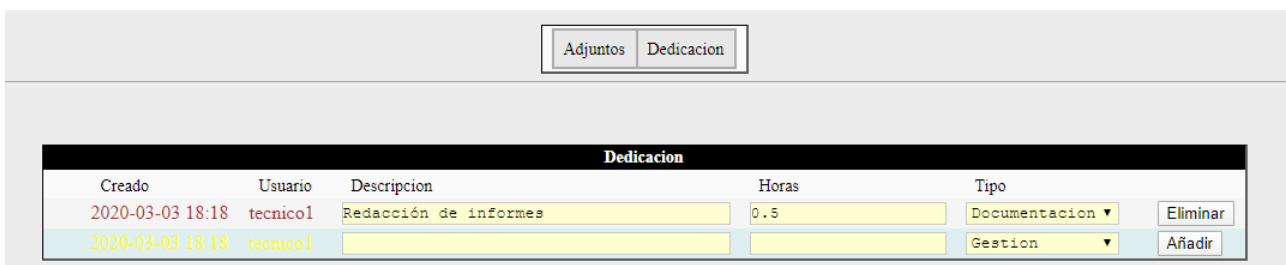 Adjuntos Dedicacion
Dedicacion
Creado Usuario Descripcion Horas Tipo
2020-03-03 18:18 tecnico1 Redacción de informes 0.5 Documentacion Eliminar
2020-03-03 18:18 tecnico1 Gestion Añadir